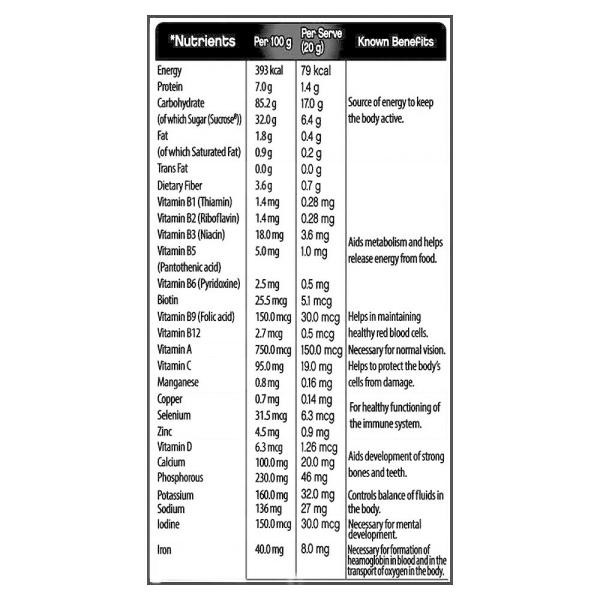 *Nutrients Per 100 g Per Serve (20 g) Known Benefits
Energy 393 kcal 79 kcal
Protein 7.0 g 1.4 g
Carbohydrate 85.2 g 17.0 g Source of energy to keep
(of which Sugar (Sucrose#)) 32.0 g 6.4 g the body active.
Fat 1.8 g 0.4 g
(of which Saturated Fat) 0.9 g 0.2 g
Trans Fat 0.0 g 0.0 g
Dietary Fiber 3.6 g 0.7 g
Vitamin B1 (Thiamin) 1.4 mg 0.28 mg
Vitamin B2 (Riboflavin) 1.4 mg 0.28 mg
Vitamin B3 (Niacin) 18.0 mg 3.6 mg Aids metabolism and helps
Vitamin B5 5.0 mg 1.0 mg release energy from food.
(Pantothenic acid)
Vitamin B6 (Pyridoxine) 2.5 mg 0.5 mg
Biotin 25.5 mcg 5.1 mcg
Vitamin B9 (Folic acid) 150.0 mcg 30.0 mcg Helps in maintaining
Vitamin B12 2.7 mcg 0.5 mcg healthy red blood cells.
Vitamin A 750.0 mcg 150.0 mcg Necessary for normal vision.
Vitamin C 95.0 mg 19.0 mg Helps to protect the body's
Manganese 0.8 mg 0.16 mg cells from damage.
Copper 0.7 mg 0.14 mg For healthy functioning of
Selenium 31.5 mcg 6.3 mcg the immune system.
Zinc 4.5 mg 0.9 mg
Vitamin D 6.3 mcg 1.26 mcg Aids development of strong
Calcium 100.0 mg 20.0 mg bones and teeth.
Phosphorous 230.0 mg 46 mg
Potassium 160.0 mg 32.0 mg Controls balance of fluids in
Sodium 136 mg 27 mg the body.
Iodine 150.0 mcg 30.0 mcg Necessary for mental
development.
Iron 40.0 mg 8.0 mg Necessary for formation of
heamoglobin in blood and in the
transport of oxygen in the body.